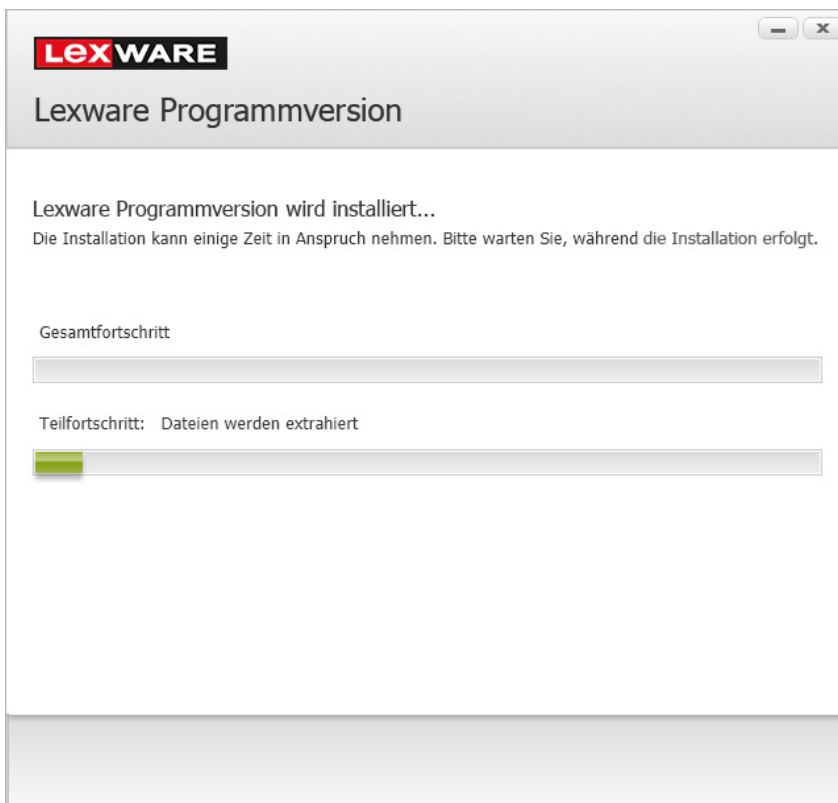 LexWARE
Lexware Programmversion
Lexware Programmversion wird installiert...
Die Installation kann einige Zeit in Anspruch nehmen. Bitte warten Sie, während die Installation erfolgt.
Gesamtfortschritt
Teilfortschritt: Dateien werden extrahiert